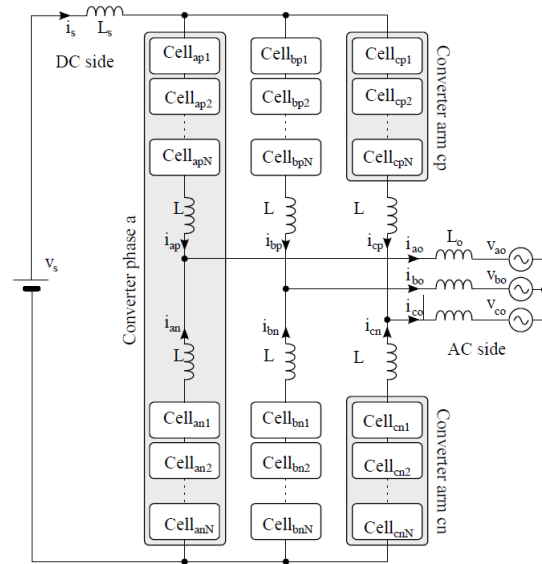 i_s L_s
DC side
Cell_ap1 Cell_bp1 Cell_cp1
Cell_ap2 Cell_bp2 Cell_cp2
Cell_apN Cell_bpN Cell_cpN
Converter arm cp
L L L
i_ap i_bp i_cp i_ao L_o v_ao
Converter phase a
v_s
i_bo v_bo
i_co v_co
i_an i_bn i_cn
AC side
L L L
Cell_an1 Cell_bn1 Cell_cn1
Cell_an2 Cell_bn2 Cell_cn2
Cell_anN Cell_bnN Cell_cnN
Converter arm cn